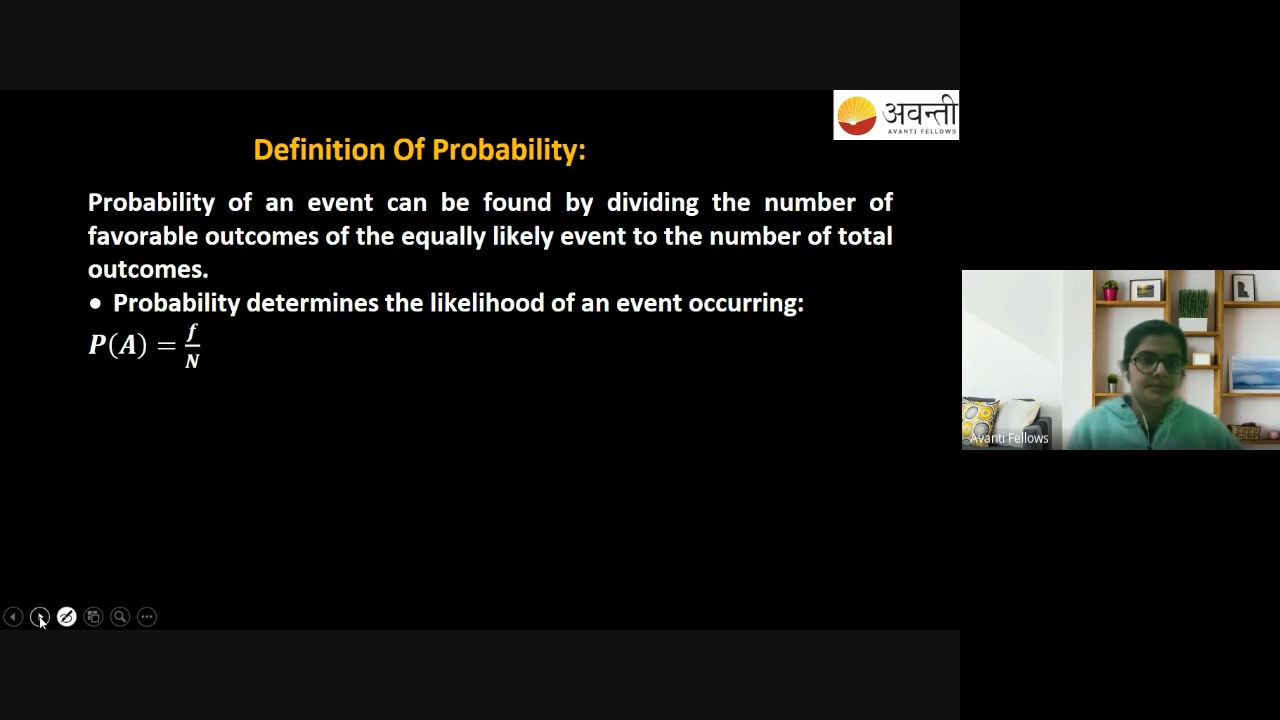 अवन्ती
AVANTI FELLOWS
Definition Of Probability:
Probability of an event can be found by dividing the number of
favorable outcomes of the equally likely event to the number of total
outcomes.
• Probability determines the likelihood of an event occurring:
P(A) = f/N
Avanti Fellows